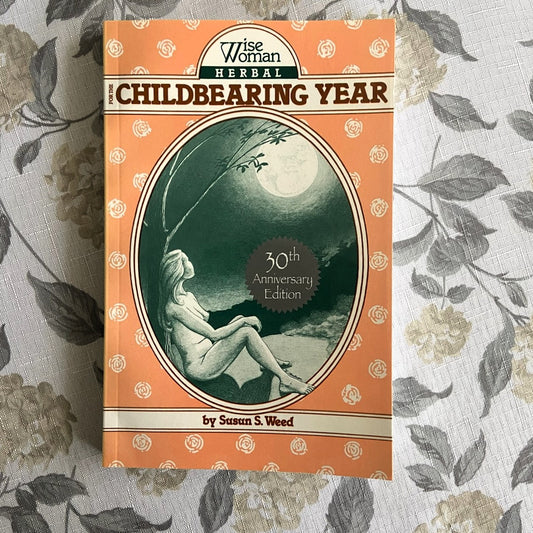 Wise
Woman
HERBAL
FOR THE
CHILDBEARING YEAR
30th
Anniversary
Edition
by Susun S. Weed